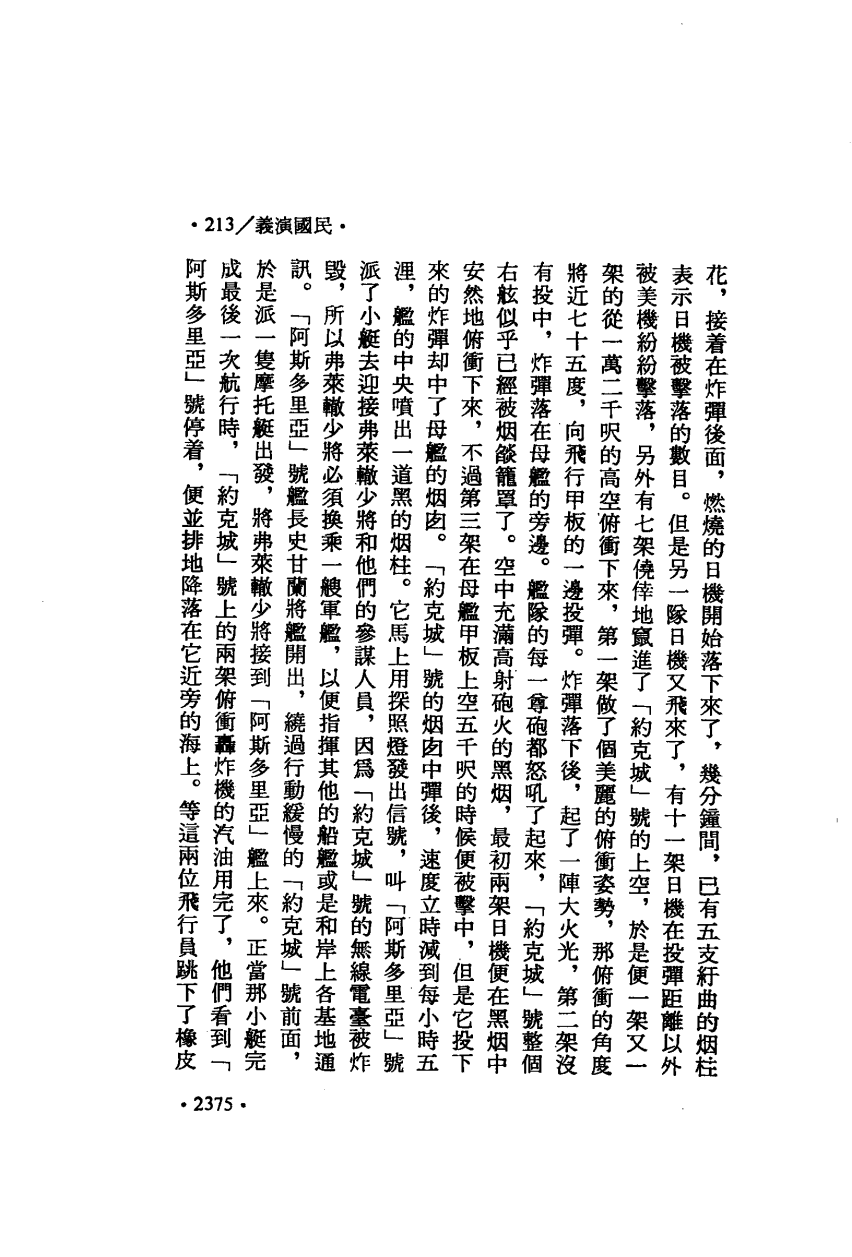 ・213／義演國民・
花，接着在炸彈後面，燃燒的日機開始落下來了，幾分鐘間，已有五支紆曲的烟柱
表示日機被擊落的數目。但是另一隊日機又飛來了，有十一架日機在投彈距離以外
被美機紛紛擊落，另外有七架僥倖地竄進了「約克城」號的上空，於是便一架又一
架的從一萬二千呎的高空俯衝下來，第一架做了個美麗的俯衝姿勢，那俯衝的角度
將近七十五度，向飛行甲板的一邊投彈。炸彈落下後，起了一陣大火光，第二架沒
有投中，炸彈落在母艦的旁邊。艦隊的每一尊砲都怒吼了起來，「約克城」號整個
右舷似乎已經被烟燄籠罩了。空中充滿高射砲火的黑烟，最初兩架日機便在黑烟中
安然地俯衝下來，不過第三架在母艦甲板上空五千呎的時候便被擊中，但是它投下
來的炸彈却中了母艦的烟囱。「約克城」號的烟囱中彈後，速度立時減到每小時五
浬，艦的中央噴出一道黑的烟柱。它馬上用探照燈發出信號，叫「阿斯多里亞」號
派了小艇去迎接弗萊轍少將和他們的參謀人員，因爲「約克城」號的無線電臺被炸
毀，所以弗萊轍少將必須換乘一艘軍艦，以便指揮其他的船艦或是和岸上各基地通
訊。「阿斯多里亞」號艦長史甘蘭將艦開出，繞過行動緩慢的「約克城」號前面，
於是派一隻摩托艇出發，將弗萊轍少將接到「阿斯多里亞」艦上來。正當那小艇完
成最後一次航行時，「約克城」號上的兩架俯衝轟炸機的汽油用完了，他們看到「
阿斯多里亞」號停着，便並排地降落在它近旁的海上。等這兩位飛行員跳下了橡皮
・2375・